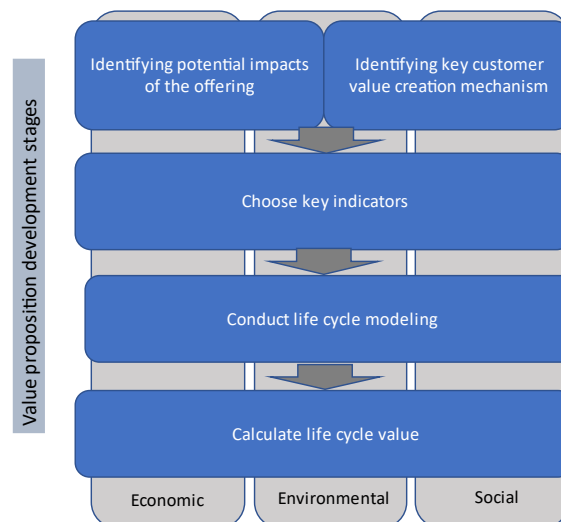 Value proposition development stages
Identifying potential impacts
of the offering
Identifying key customer
value creation mechanism
Choose key indicators
Conduct life cycle modeling
Calculate life cycle value
Economic
Environmental
Social